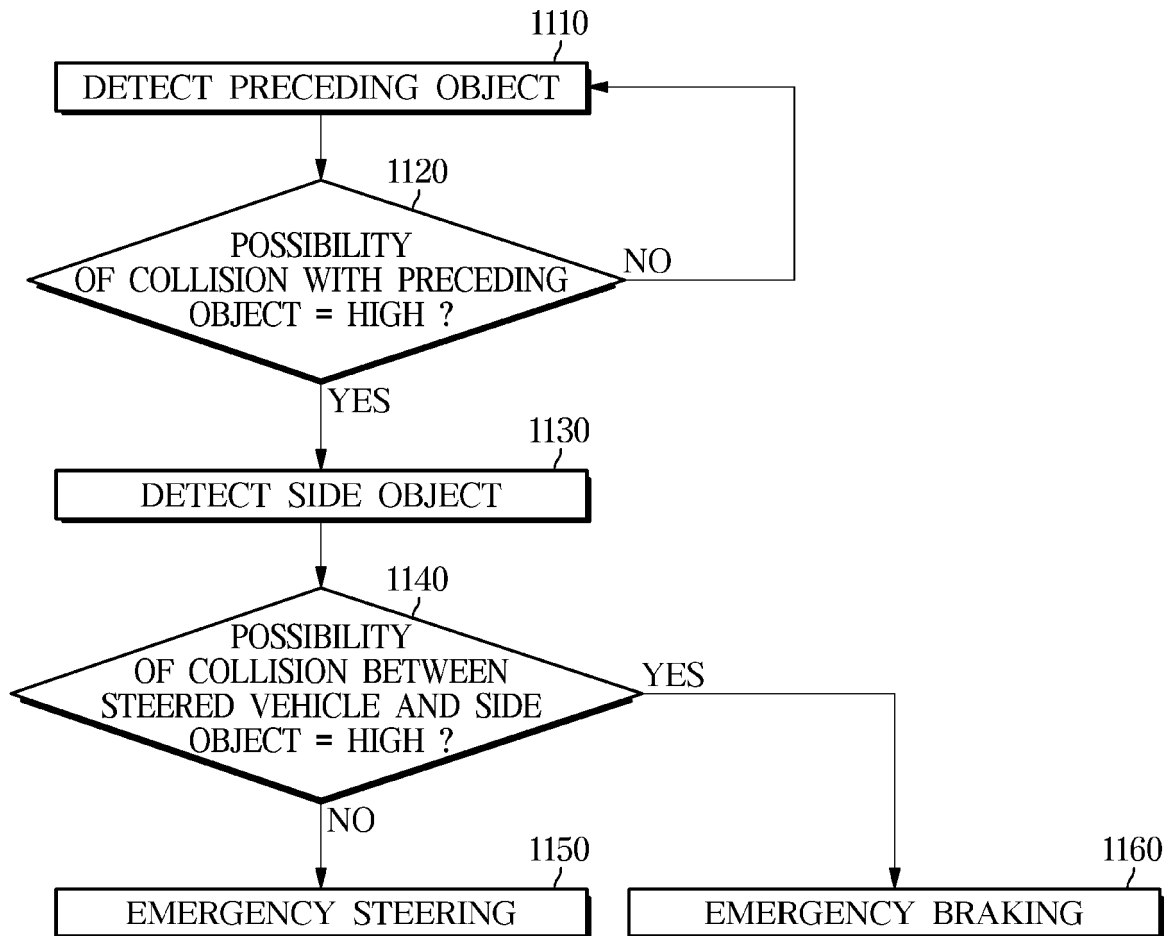 1110
DETECT PRECEDING OBJECT
1120
POSSIBILITY
OF COLLISION WITH PRECEDING
OBJECT = HIGH ?
NO
YES
1130
DETECT SIDE OBJECT
1140
POSSIBILITY
OF COLLISION BETWEEN
STEERED VEHICLE AND SIDE
OBJECT = HIGH ?
YES
NO
1150
EMERGENCY STEERING
1160
EMERGENCY BRAKING